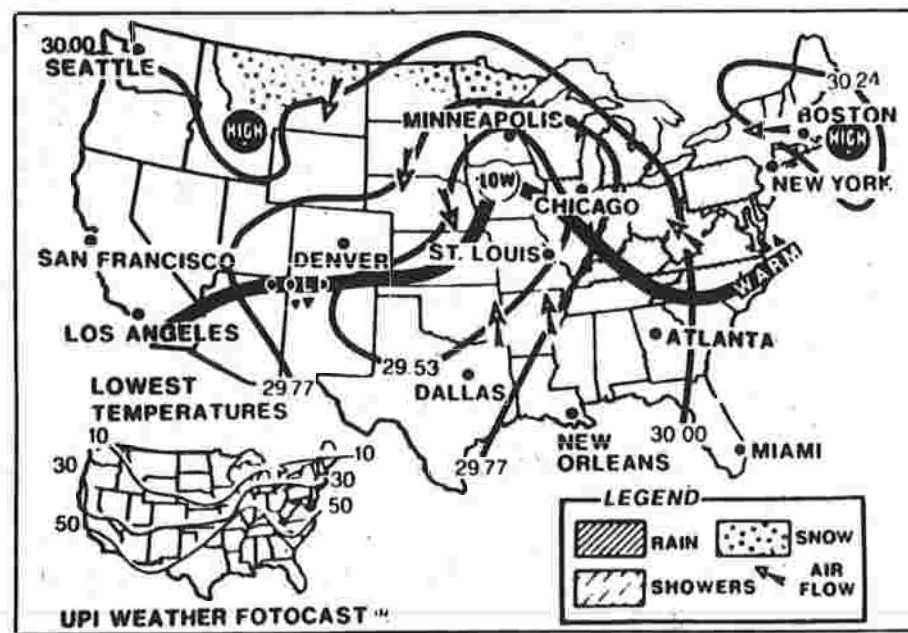 30.00
SEATTLE
HIGH
MINNEAPOLIS
30.24
BOSTON
HIGH
LOW
NEW YORK
CHICAGO
SAN FRANCISCO
DENVER
ST. LOUIS
WARM
COLD
LOS ANGELES
ATLANTA
29.53
LOWEST
TEMPERATURES
29.77
DALLAS
NEW
ORLEANS
30.00
MIAMI
29.77
10
10
30
30
50
50
LEGEND
RAIN
SNOW
SHOWERS
AIR
FLOW
UPI WEATHER FOTOCAST